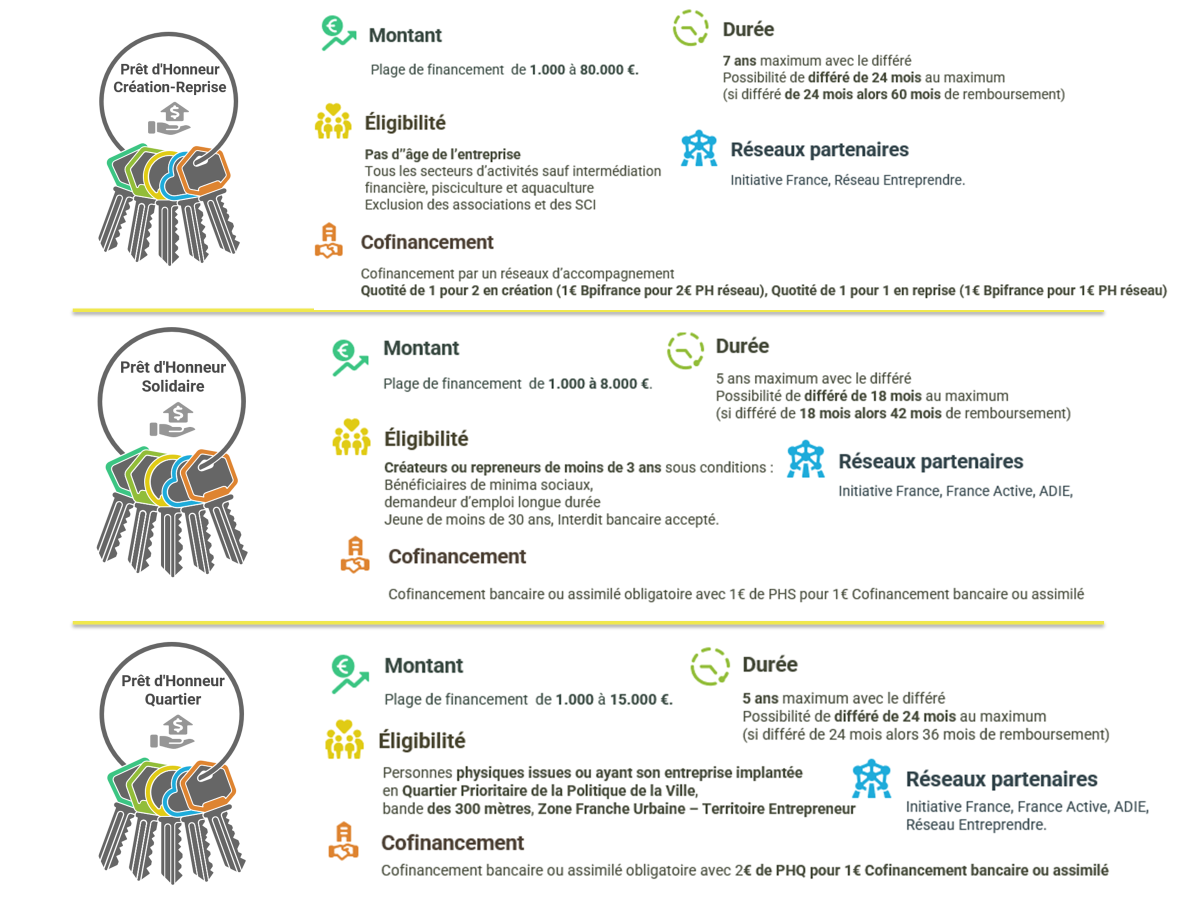 Prêt d'Honneur
Création-Reprise
Montant
Plage de financement de 1.000 à 80.000 €.
Durée
7 ans maximum avec le différé
Possibilité de différé de 24 mois au maximum
(si différé de 24 mois alors 60 mois de remboursement)
Éligibilité
Pas d''âge de l'entreprise
Tous les secteurs d'activités sauf intermédiation
financière, pisciculture et aquaculture
Exclusion des associations et des SCI
Réseaux partenaires
Initiative France, Réseau Entreprendre.
Cofinancement
Cofinancement par un réseaux d'accompagnement
Quotité de 1 pour 2 en création (1€ Bpifrance pour 2€ PH réseau), Quotité de 1 pour 1 en reprise (1€ Bpifrance pour 1€ PH réseau)
Prêt d'Honneur
Solidaire
Montant
Plage de financement de 1.000 à 8.000 €.
Durée
5 ans maximum avec le différé
Possibilité de différé de 18 mois au maximum
(si différé de 18 mois alors 42 mois de remboursement)
Éligibilité
Créateurs ou repreneurs de moins de 3 ans sous conditions :
Bénéficiaires de minima sociaux,
demandeur d'emploi longue durée
Jeune de moins de 30 ans, Interdit bancaire accepté.
Réseaux partenaires
Initiative France, France Active, ADIE,
Cofinancement
Cofinancement bancaire ou assimilé obligatoire avec 1€ de PHS pour 1€ Cofinancement bancaire ou assimilé
Prêt d'Honneur
Quartier
Montant
Plage de financement de 1.000 à 15.000 €.
Durée
5 ans maximum avec le différé
Possibilité de différé de 24 mois au maximum
(si différé de 24 mois alors 36 mois de remboursement)
Éligibilité
Personnes physiques issues ou ayant son entreprise implantée
en Quartier Prioritaire de la Politique de la Ville,
bande des 300 mètres, Zone Franche Urbaine – Territoire Entrepreneur
Réseaux partenaires
Initiative France, France Active, ADIE,
Réseau Entreprendre.
Cofinancement
Cofinancement bancaire ou assimilé obligatoire avec 2€ de PHQ pour 1€ Cofinancement bancaire ou assimilé